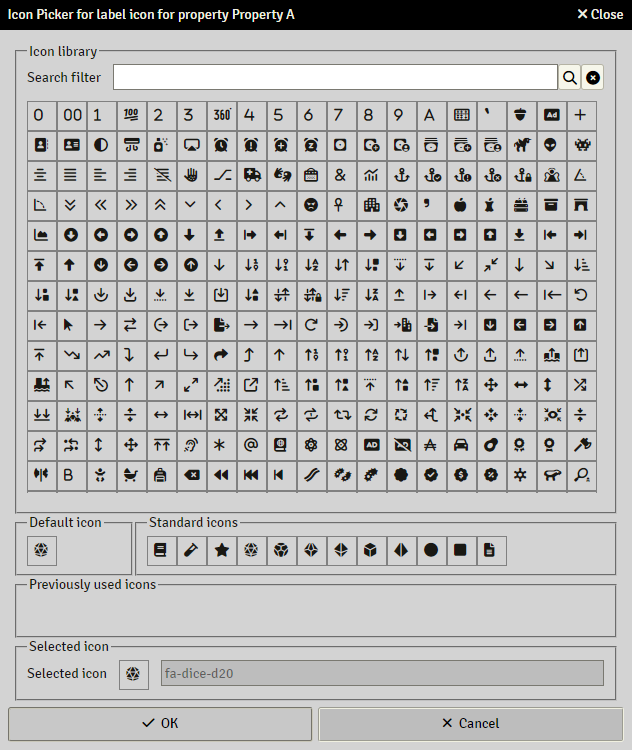 Icon Picker for label icon for property Property A
Close
Icon library
Search filter
0 00 1 100 2 3 360° 4 5 6 7 8 9 A Ad +
&
AD
B
Default icon
Standard icons
Previously used icons
Selected icon
Selected icon
fa-dice-d20
OK
Cancel